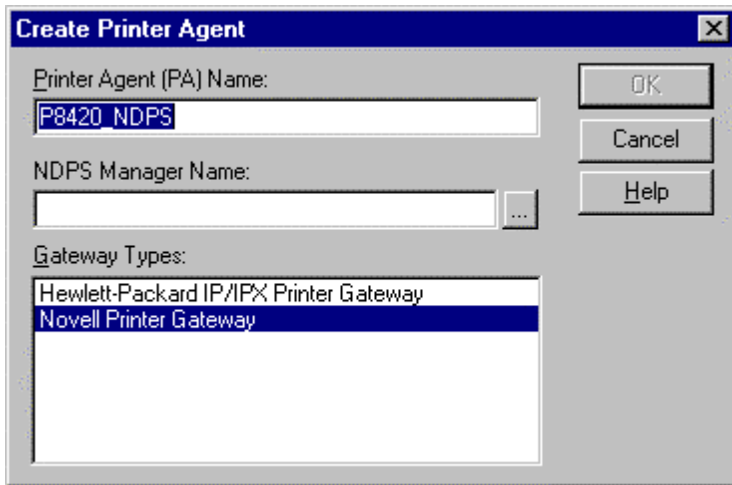 Create Printer Agent
Printer Agent (PA) Name:
P8420_NDPS
OK
Cancel
NDPS Manager Name:
...
Help
Gateway Types:
Hewlett-Packard IP/IPX Printer Gateway
Novell Printer Gateway